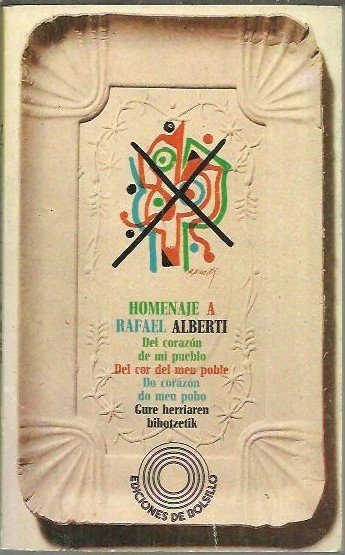 HOMENAJE A
RAFAEL ALBERTI
Del corazón
de mi pueblo
Del cor del meu poble
Do corazón
do meu pobo
Gure herriaren
bihotzetik
EDICIONES DE BOLSILLO